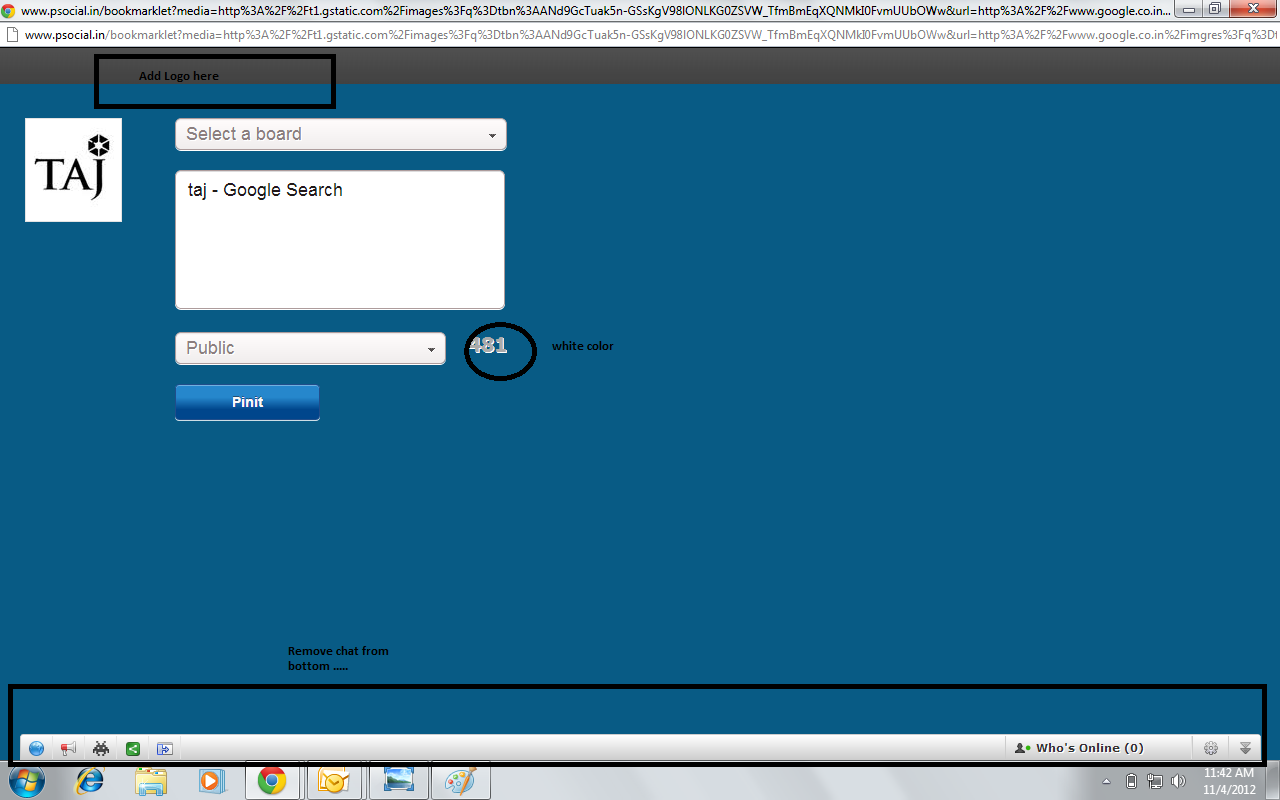 www.psocial.in/bookmarklet?media=http%3A%2F%2Ft1.gstatic.com%2Fimages%3Fq%3Dtbn%3AANd9GcTuak5n-GSsKgV98lONLKG0ZSVW_TfmBmEqXQNMkI0FvmUUbOWw&url=http%3A%2F%2Fwww.google.co.in...
www.psocial.in/bookmarklet?media=http%3A%2F%2Ft1.gstatic.com%2Fimages%3Fq%3Dtbn%3AANd9GcTuak5n-GSsKgV98lONLKG0ZSVW_TfmBmEqXQNMkI0FvmUUbOWw&url=http%3A%2F%2Fwww.google.co.in%2Fimgres%3Fq%3Dt
Add Logo here
TAJ
Select a board
taj - Google Search
Public
481
white color
Pinit
Remove chat from
bottom .....
Who's Online (0)
11:42 AM
11/4/2012